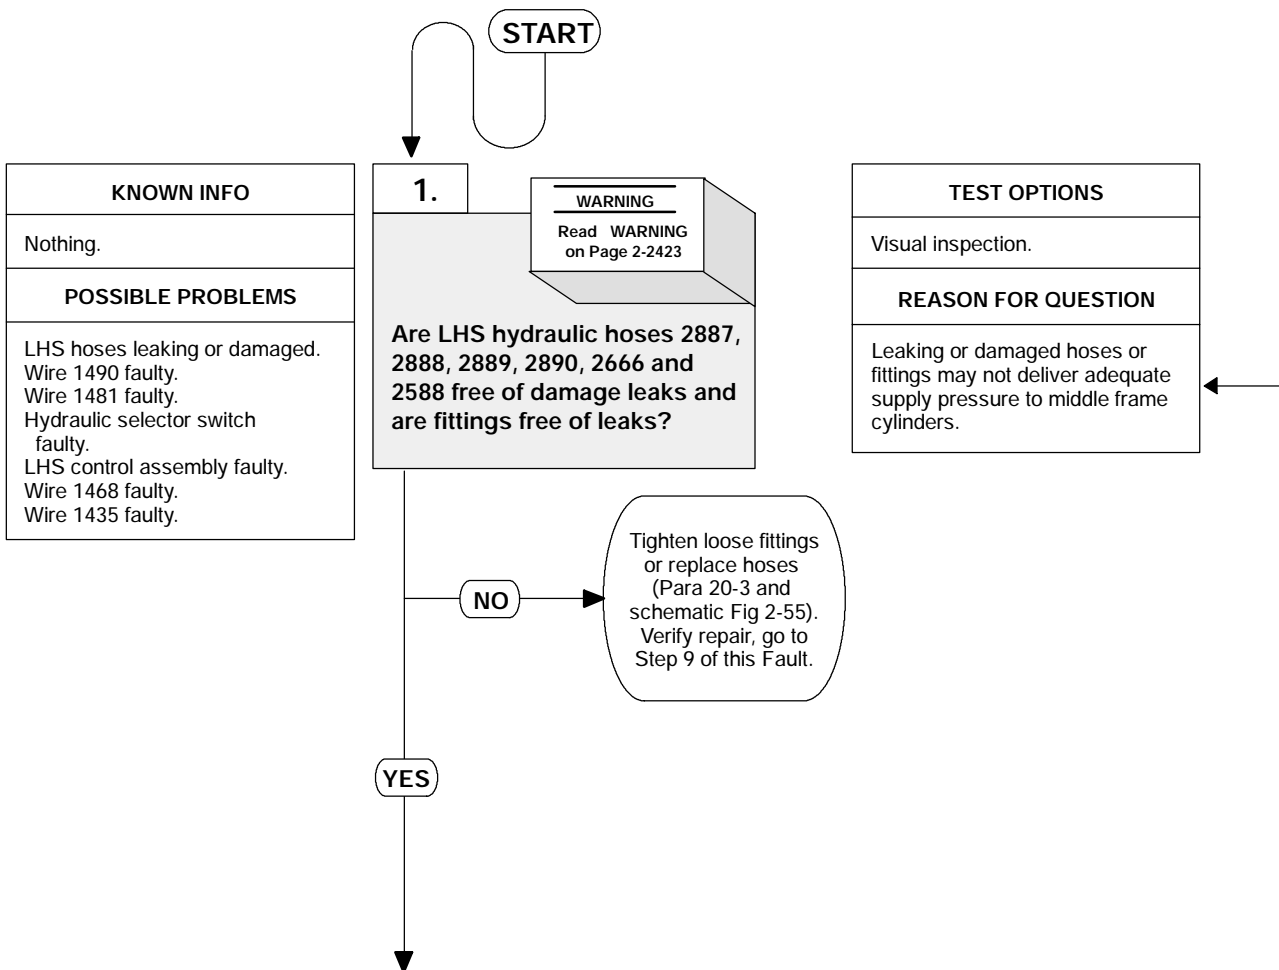 START
KNOWN INFO
Nothing.
POSSIBLE PROBLEMS
LHS hoses leaking or damaged.
Wire 1490 faulty.
Wire 1481 faulty.
Hydraulic selector switch
faulty.
LHS control assembly faulty.
Wire 1468 faulty.
Wire 1435 faulty.
1.
WARNING
Read WARNING
on Page 2-2423
Are LHS hydraulic hoses 2887,
2888, 2889, 2890, 2666 and
2588 free of damage leaks and
are fittings free of leaks?
TEST OPTIONS
Visual inspection.
REASON FOR QUESTION
Leaking or damaged hoses or
fittings may not deliver adequate
supply pressure to middle frame
cylinders.
NO
Tighten loose fittings
or replace hoses
(Para 20-3 and
schematic Fig 2-55).
Verify repair, go to
Step 9 of this Fault.
YES